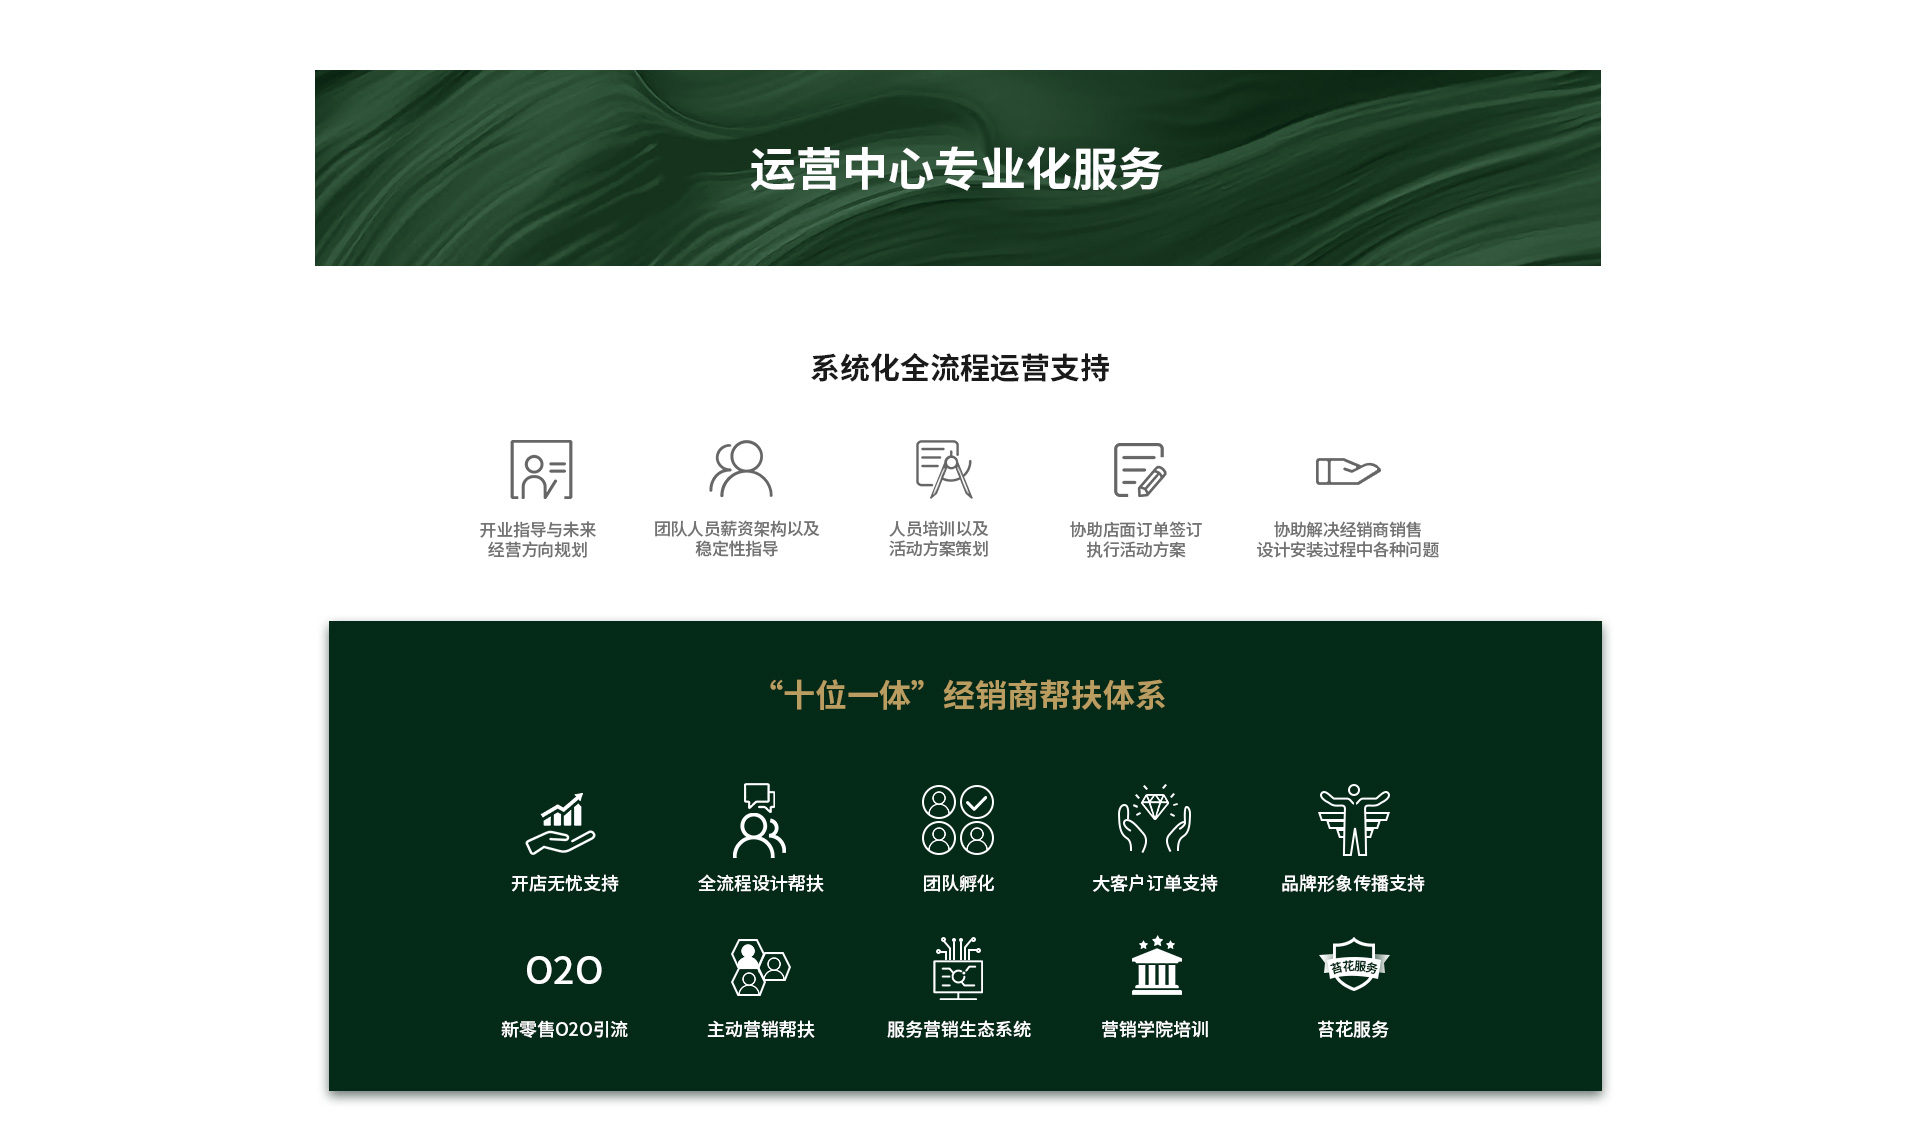 运营中心专业化服务
系统化全流程运营支持
开业指导与未来
经营方向规划
团队人员薪资架构以及
稳定性指导
人员培训以及
活动方案策划
协助店面订单签订
执行活动方案
协助解决经销商销售
设计安装过程中各种问题
“十位一体”经销商帮扶体系
开店无忧支持
全流程设计帮扶
团队孵化
大客户订单支持
品牌形象传播支持
O2O
苔花服务
新零售O2O引流
主动营销帮扶
服务营销生态系统
营销学院培训
苔花服务